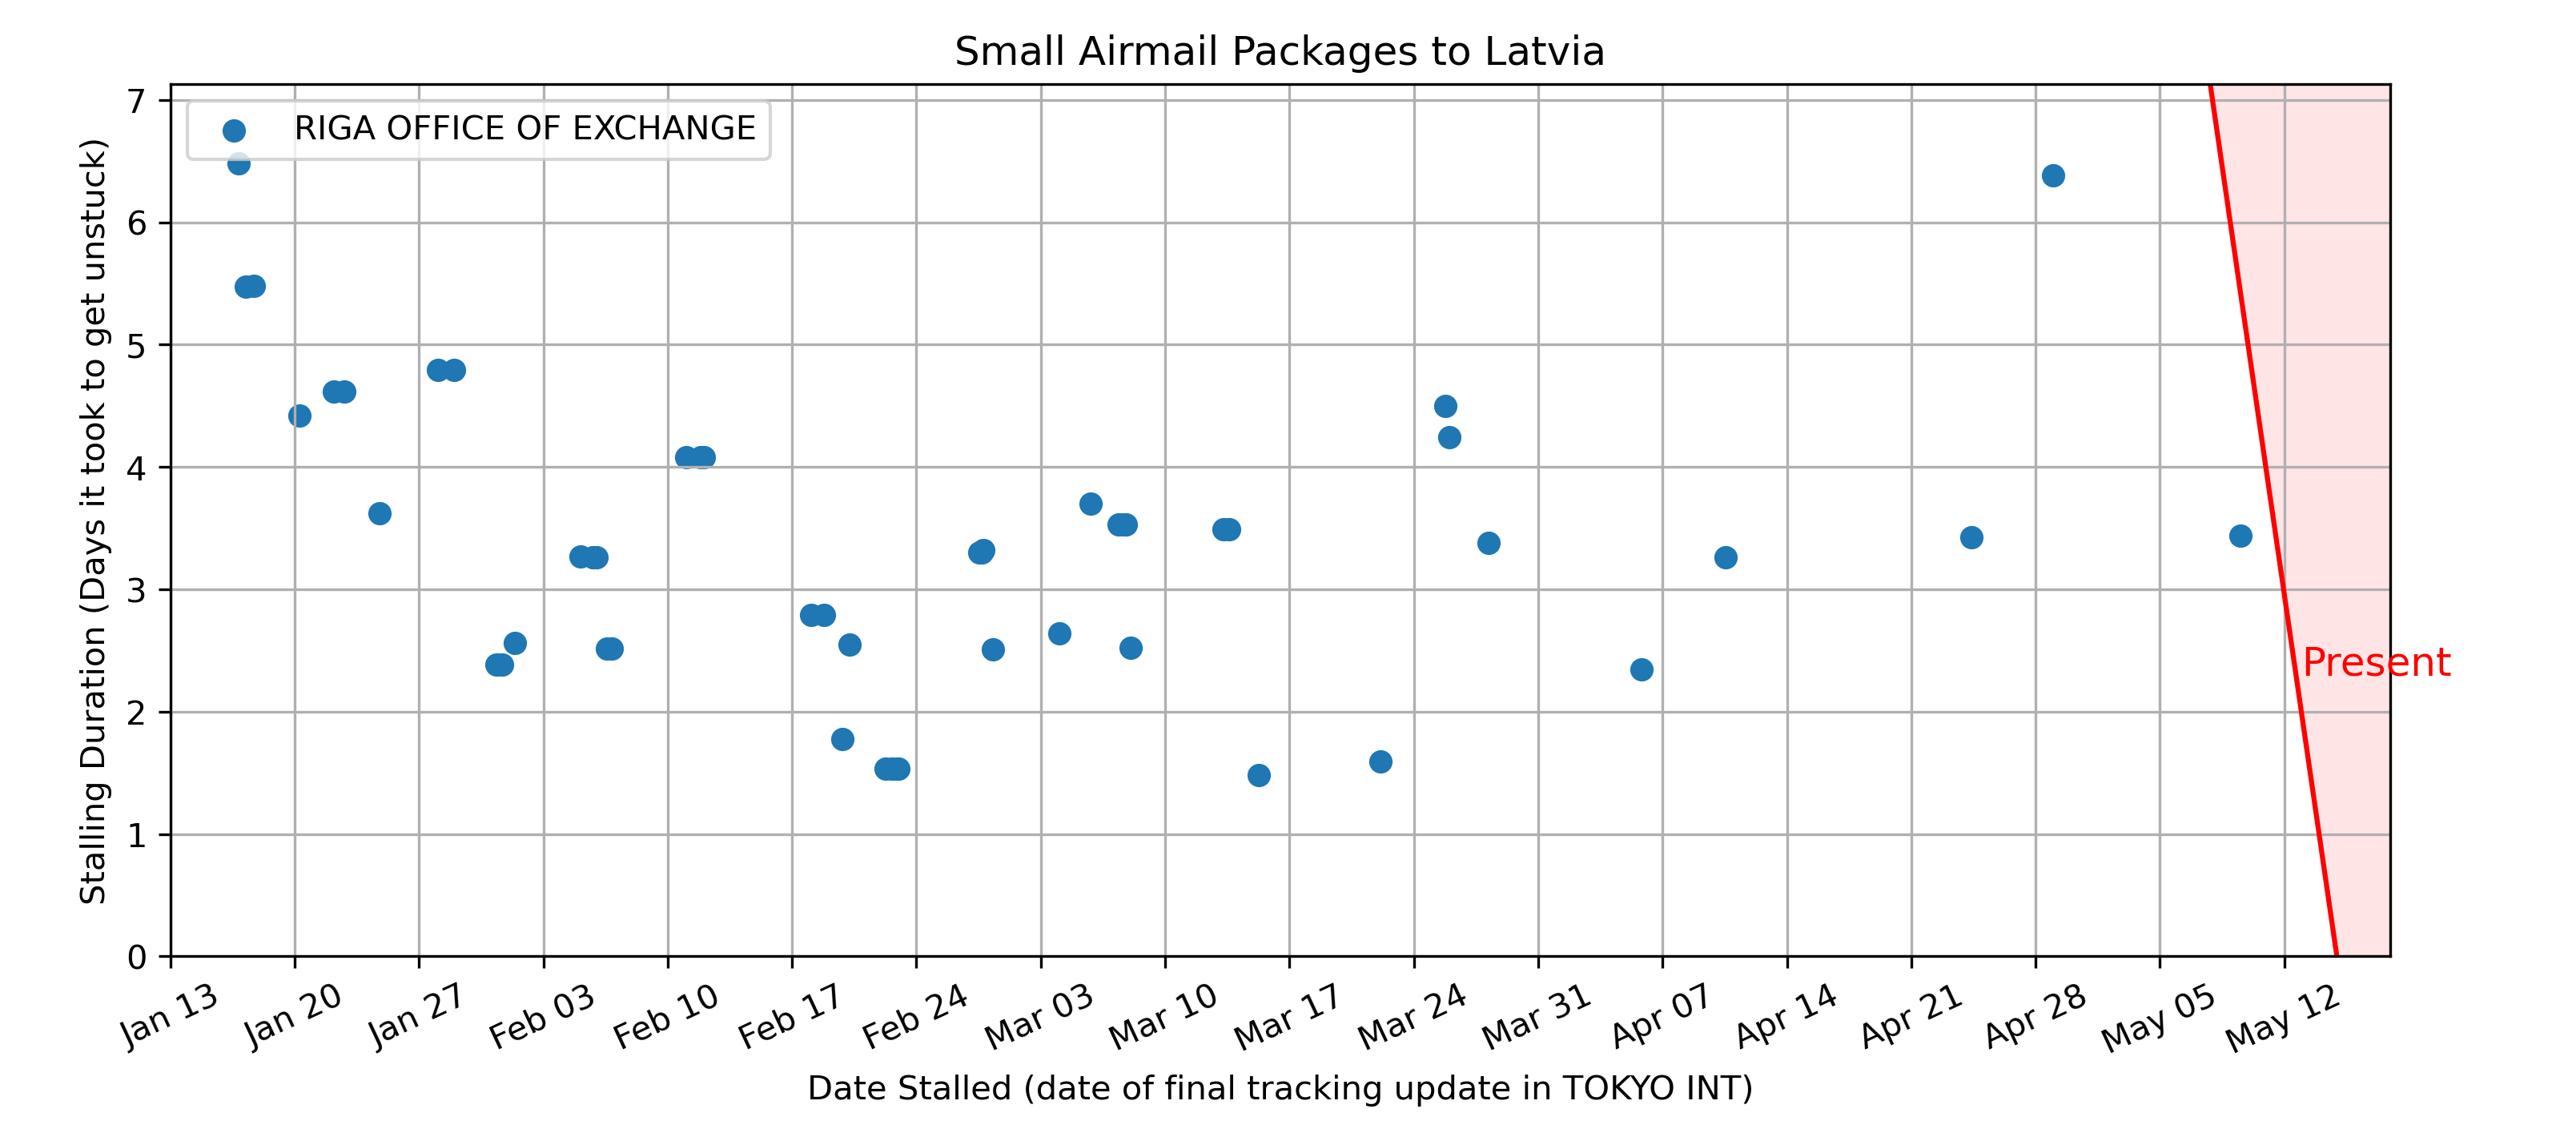 Small Airmail Packages to Latvia
RIGA OFFICE OF EXCHANGE
Stalling Duration (Days it took to get unstuck)
7
6
5
4
3
2
1
0
Present
Jan 13
Jan 20
Jan 27
Feb 03
Feb 10
Feb 17
Feb 24
Mar 03
Mar 10
Mar 17
Mar 24
Mar 31
Apr 07
Apr 14
Apr 21
Apr 28
May 05
May 12
Date Stalled (date of final tracking update in TOKYO INT)